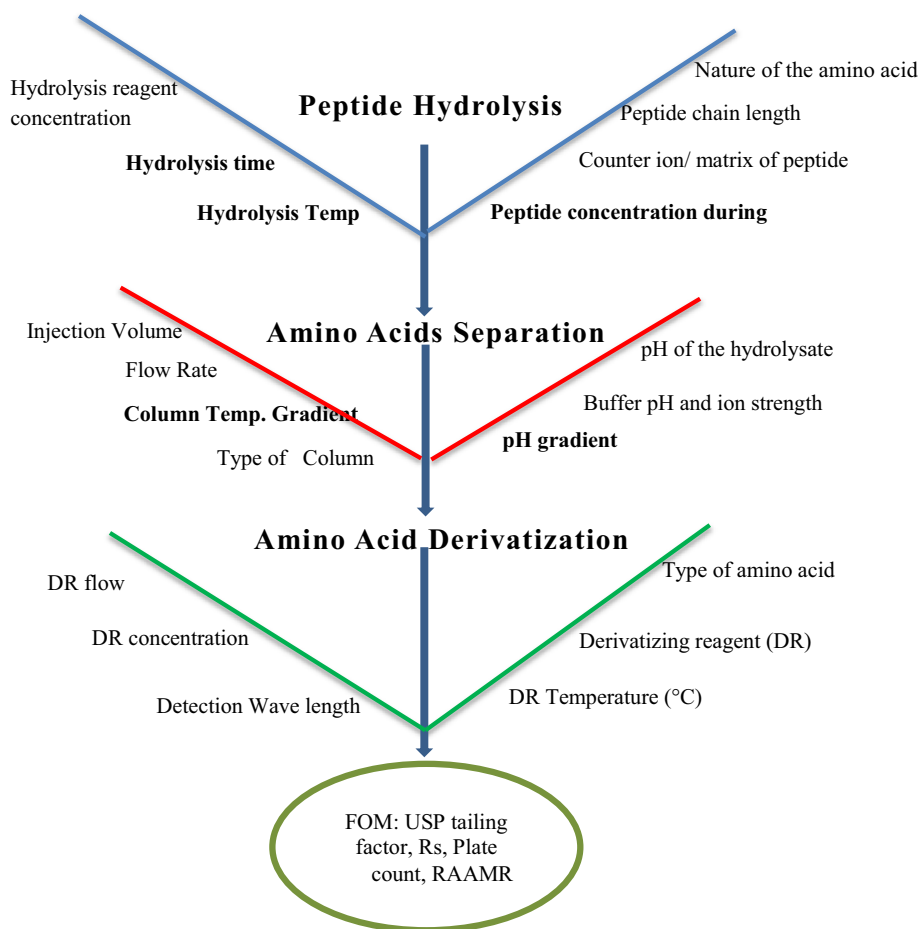 Hydrolysis reagent
concentration
Peptide Hydrolysis
Nature of the amino acid
Peptide chain length
Hydrolysis time
Counter ion/ matrix of peptide
Hydrolysis Temp
Peptide concentration during
Injection Volume
Amino Acids Separation
pH of the hydrolysate
Flow Rate
Buffer pH and ion strength
Column Temp. Gradient
pH gradient
Type of Column
Amino Acid Derivatization
DR flow
Type of amino acid
DR concentration
Derivatizing reagent (DR)
Detection Wave length
DR Temperature (°C)
FOM: USP tailing
factor, Rs, Plate
count, RAAMR